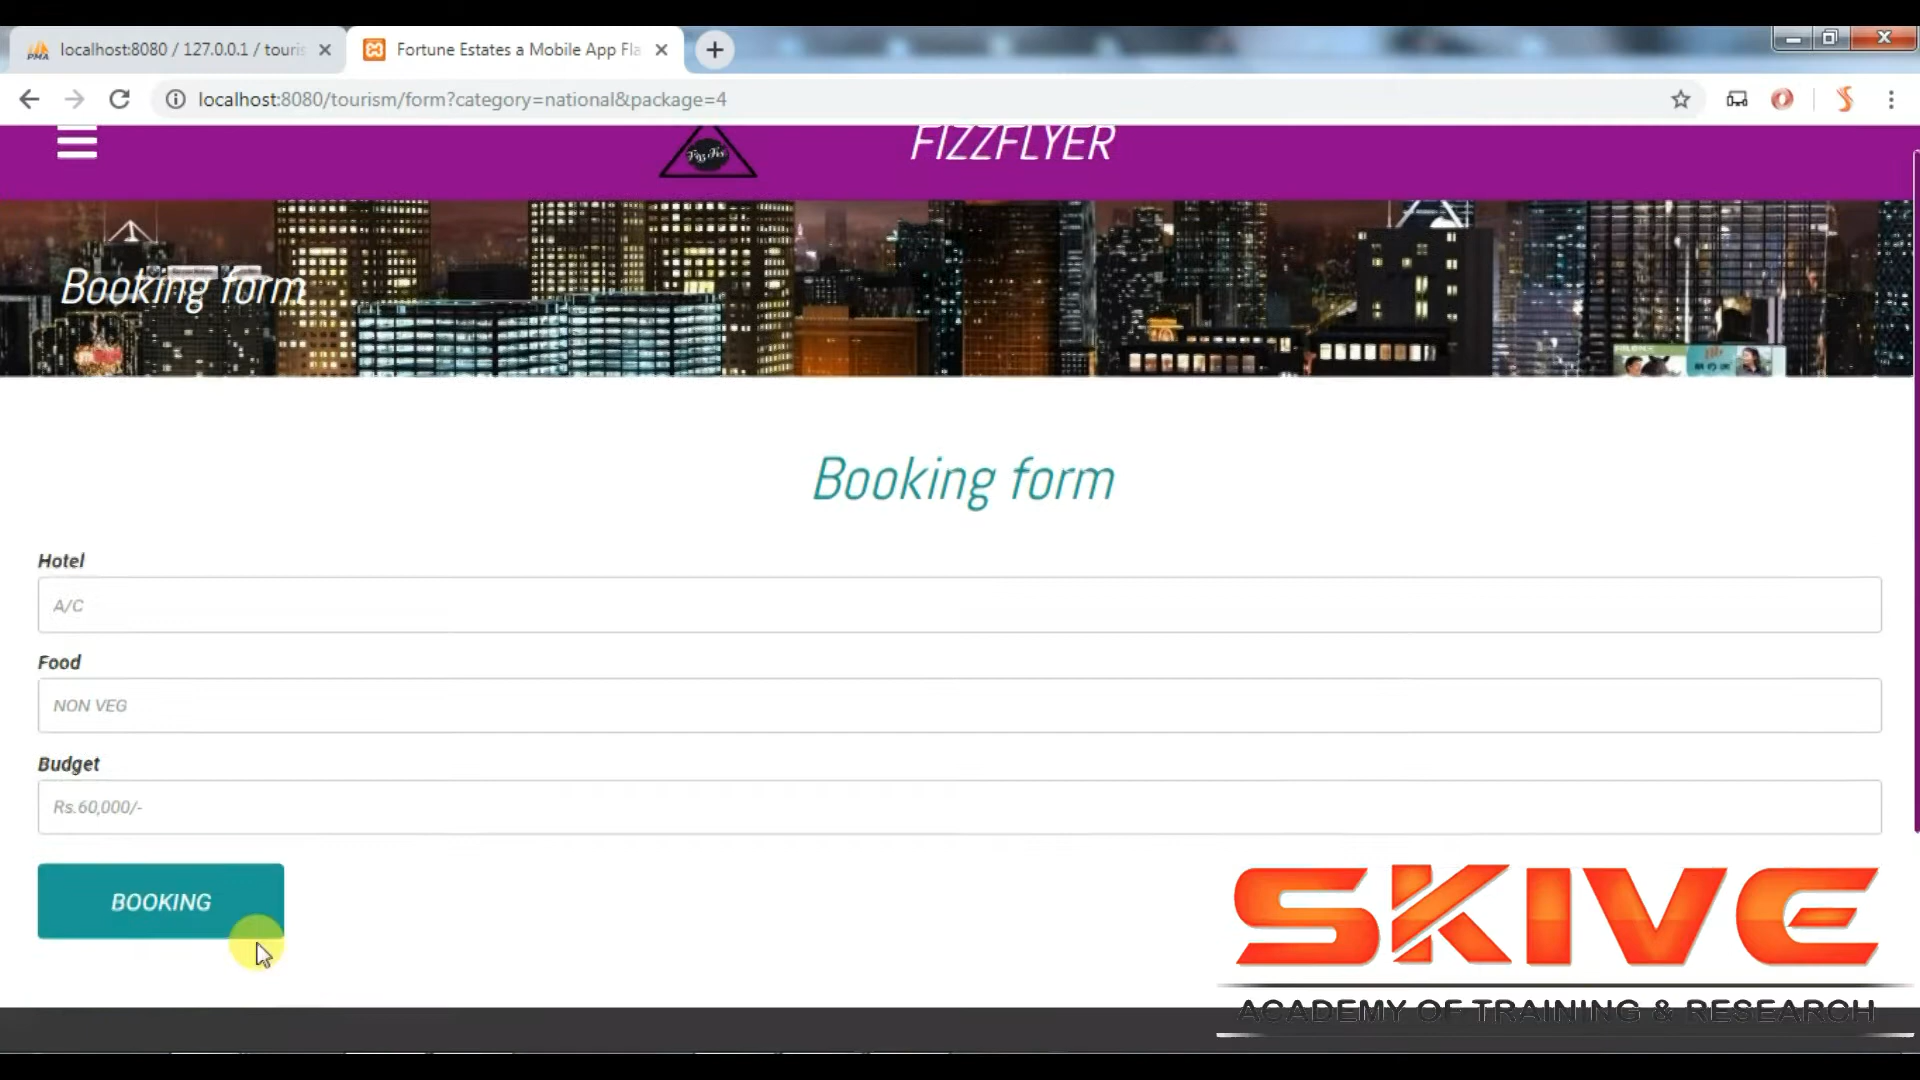 localhost:8080 / 127.0.0.1 / touris
Fortune Estates a Mobile App Fla
localhost:8080/tourism/form?category=national&package=4
FIZZFLYER
Booking form
Booking form
Hotel
A/C
Food
NON VEG
Budget
Rs.60,000/-
BOOKING
SKIVE
ACADEMY OF TRAINING & RESEARCH